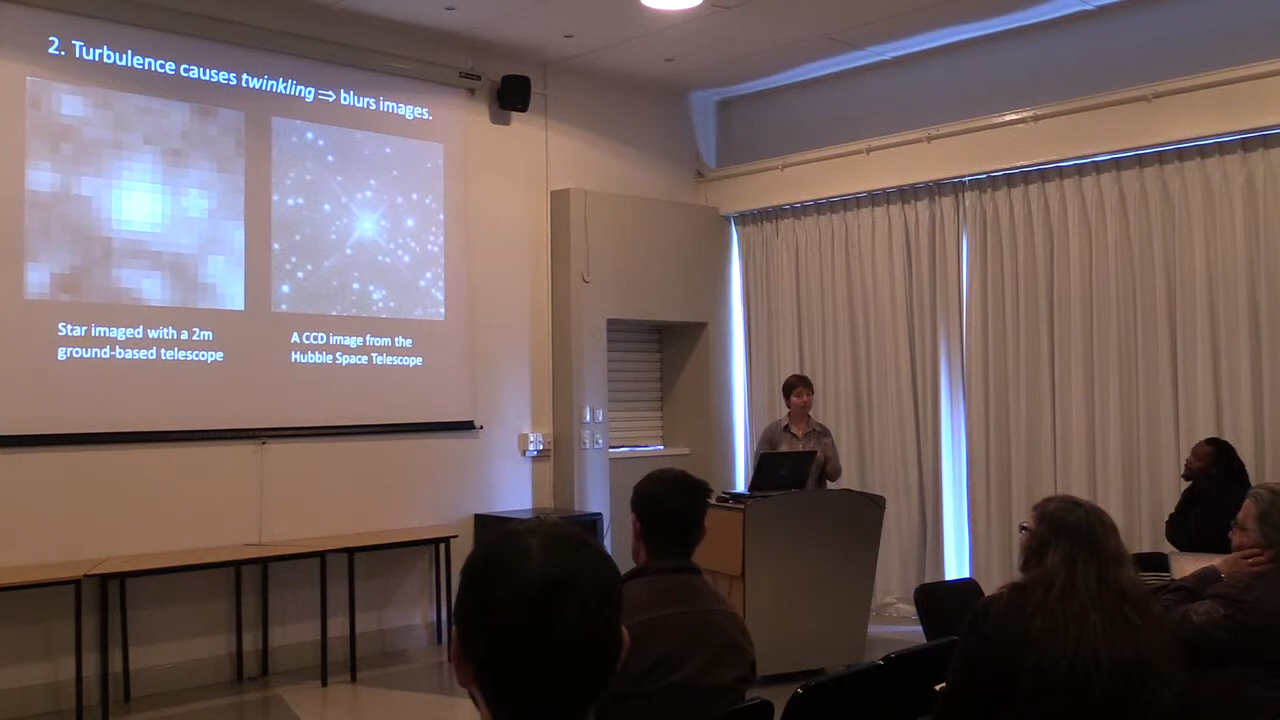 2. Turbulence causes twinkling ⇒ blurs images.
Star imaged with a 2m
ground-based telescope
A CCD image from the
Hubble Space Telescope